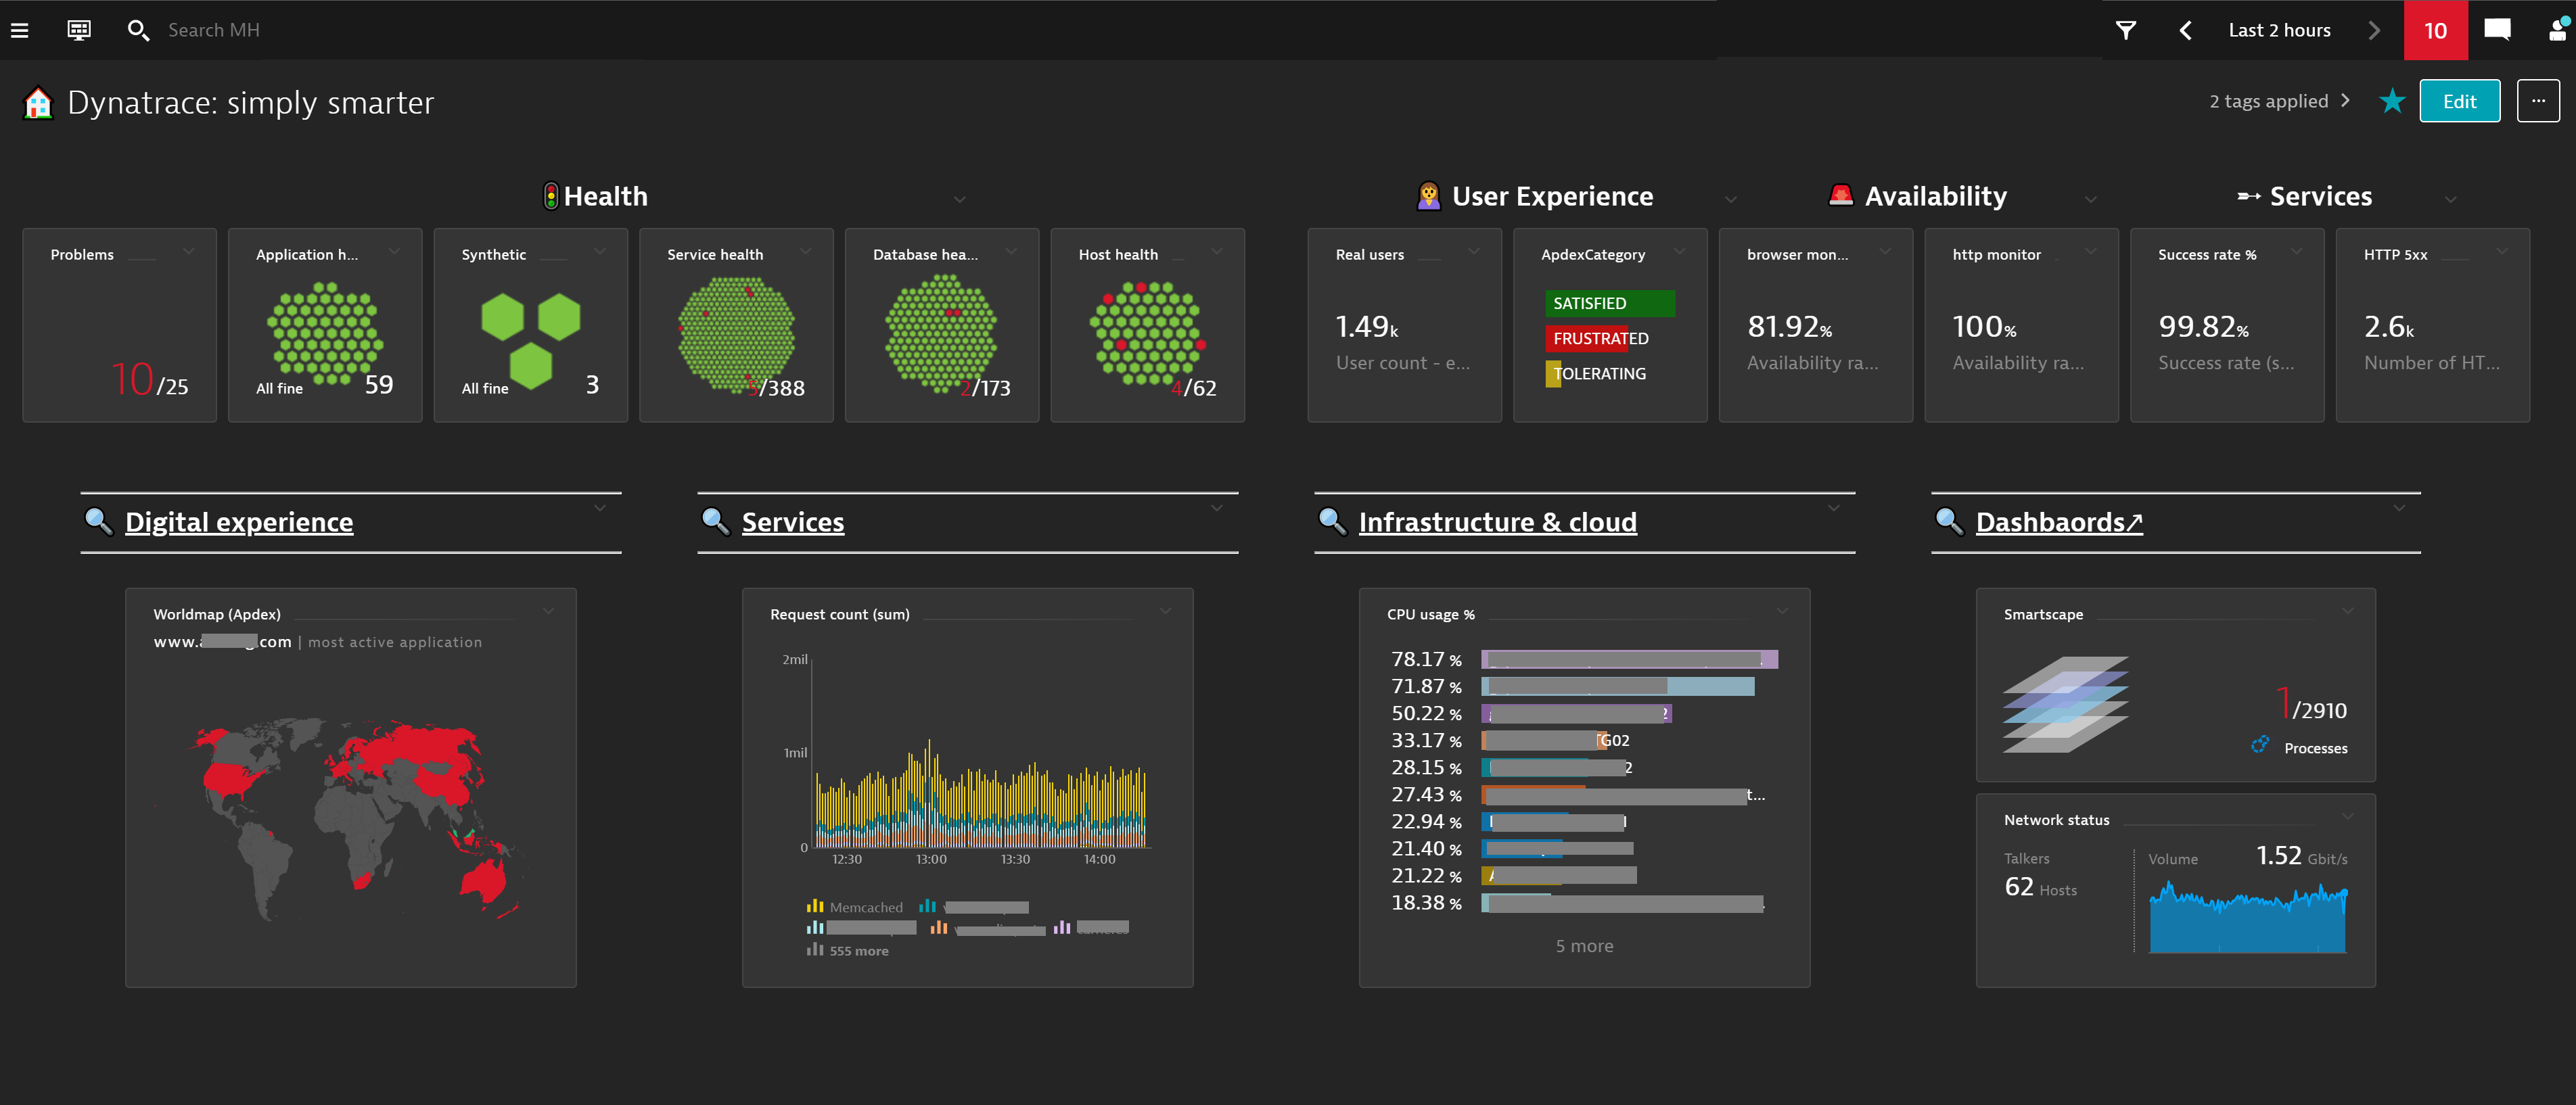 Search MH
Last 2 hours
10
Dynatrace: simply smarter
2 tags applied
Edit
...
Health
User Experience
Availability
Services
Problems
10/25
Application h...
All fine
59
Synthetic
All fine
3
Service health
5/388
Database hea...
2/173
Host health
4/62
Real users
1.49k
User count - e...
ApdexCategory
SATISFIED
FRUSTRATED
TOLERATING
browser mon...
81.92%
Availability ra...
http monitor
100%
Availability ra...
Success rate %
99.82%
Success rate (s...
HTTP 5xx
2.6k
Number of HT...
Digital experience
Services
Infrastructure & cloud
Dashbaords↗
Worldmap (Apdex)
www. .com | most active application
Request count (sum)
2mil
1mil
0
12:30 13:00 13:30 14:00
Memcached
555 more
CPU usage %
78.17 %
71.87 %
50.22 % 2
33.17 % TG02
28.15 % 2
27.43 % t...
22.94 %
21.40 %
21.22 %
18.38 %
5 more
Smartscape
1/2910
Processes
Network status
Talkers
62 Hosts
Volume 1.52 Gbit/s